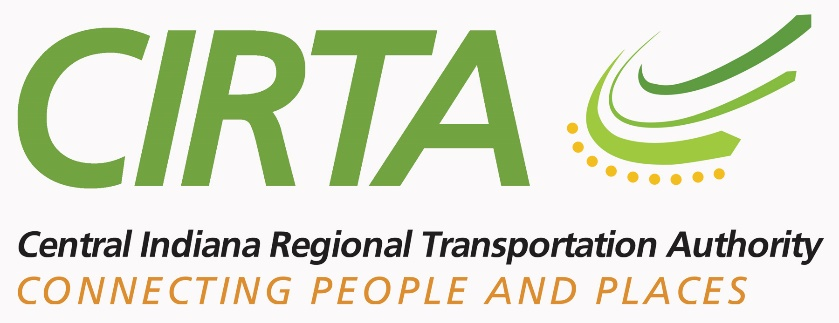 CIRTA
Central Indiana Regional Transportation Authority
CONNECTING PEOPLE AND PLACES